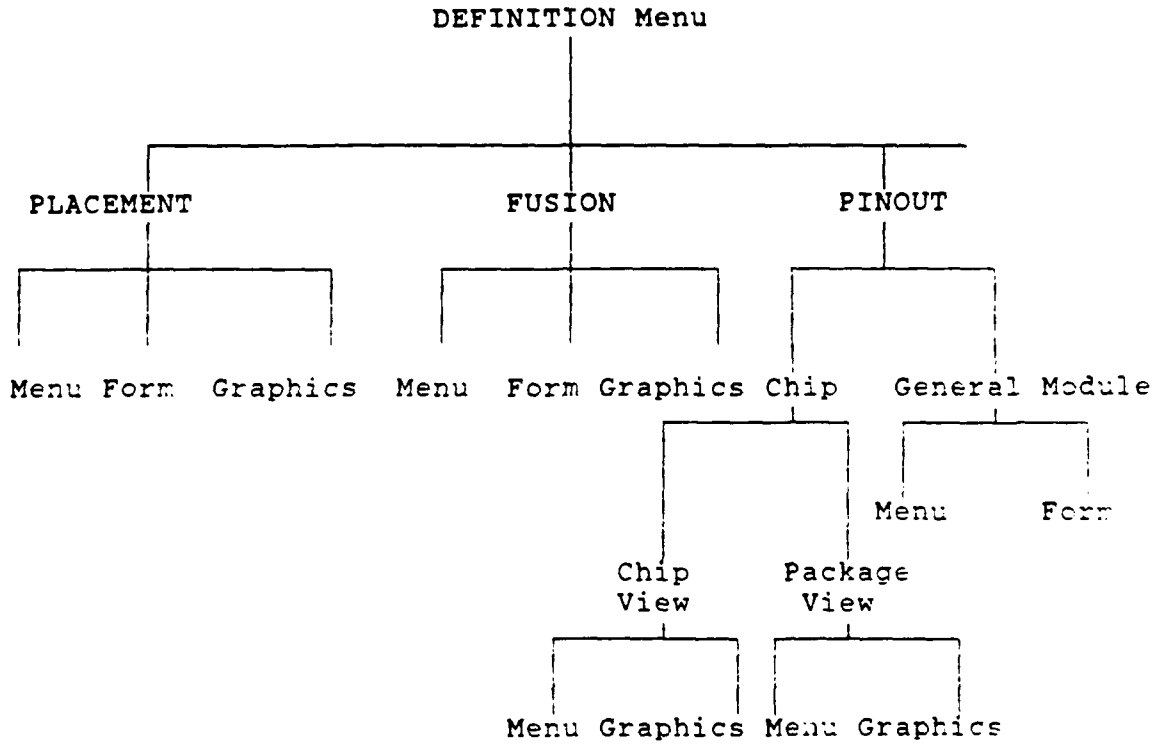 DEFINITION Menu
PLACEMENT FUSION PINOUT
Menu Form Graphics Menu Form Graphics Chip General Module
Menu Form
Chip Package
View View
Menu Graphics Menu Graphics